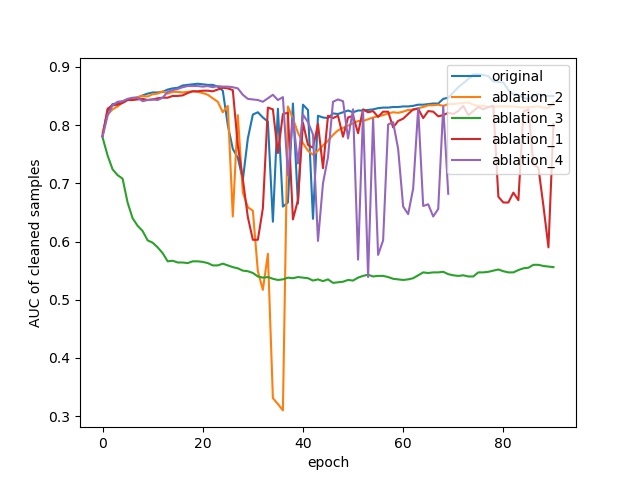 0.9
0.8
0.7
0.6
0.5
0.4
0.3
AUC of cleaned samples
0
20
40
60
80
epoch
original
ablation_2
ablation_3
ablation_1
ablation_4